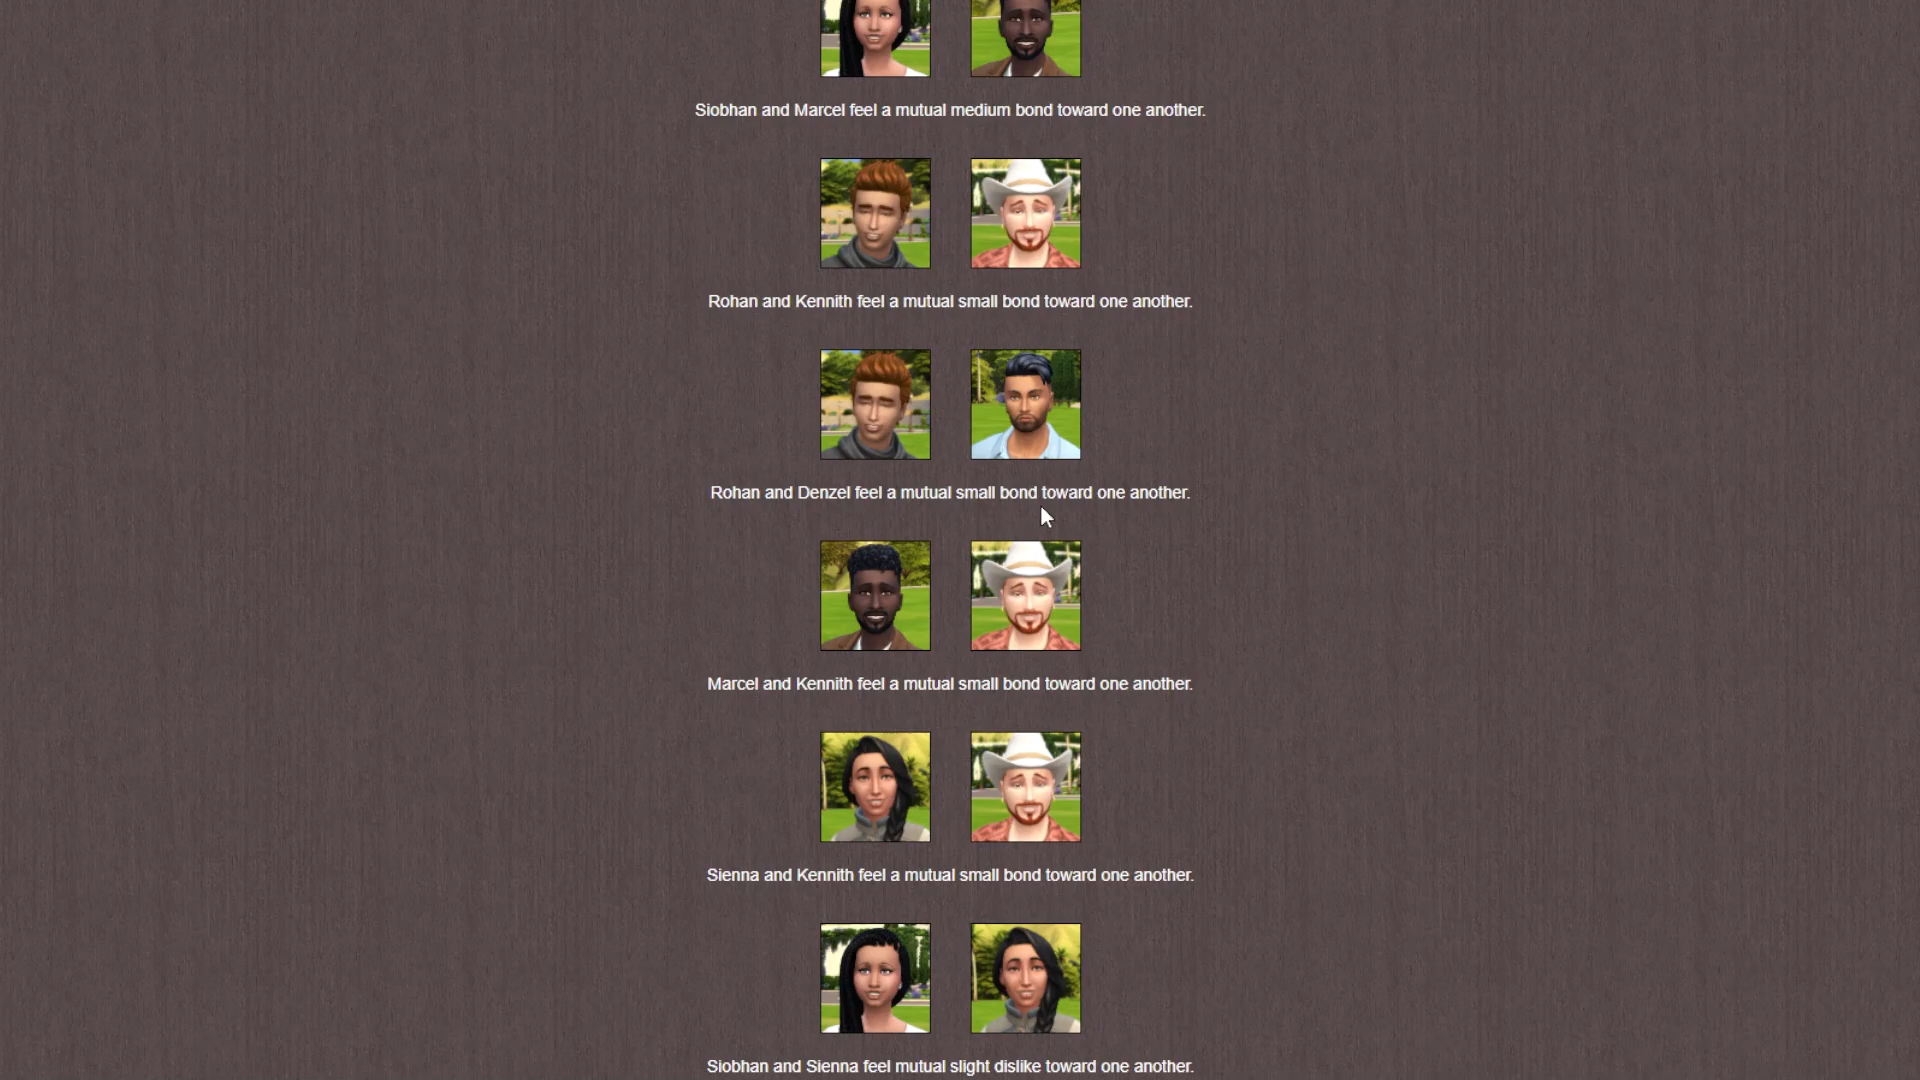 Siobhan and Marcel feel a mutual medium bond toward one another.
Rohan and Kennith feel a mutual small bond toward one another.
Rohan and Denzel feel a mutual small bond toward one another.
Marcel and Kennith feel a mutual small bond toward one another.
Sienna and Kennith feel a mutual small bond toward one another.
Siobhan and Sienna feel mutual slight dislike toward one another.